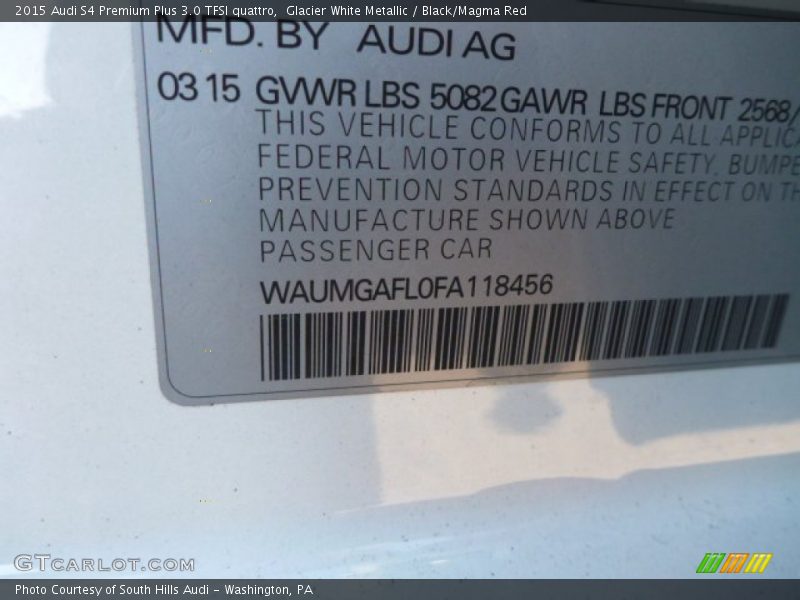 2015 Audi S4 Premium Plus 3.0 TFSI quattro, Glacier White Metallic / Black/Magma Red
MFD. BY AUDI AG
03 15 GVWR LBS 5082 GAWR LBS FRONT 2568/
THIS VEHICLE CONFORMS TO ALL APPLICA
FEDERAL MOTOR VEHICLE SAFETY, BUMPE
PREVENTION STANDARDS IN EFFECT ON TH
MANUFACTURE SHOWN ABOVE
PASSENGER CAR
WAUMGAFL0FA118456
GTCARLOT.COM
Photo Courtesy of South Hills Audi - Washington, PA